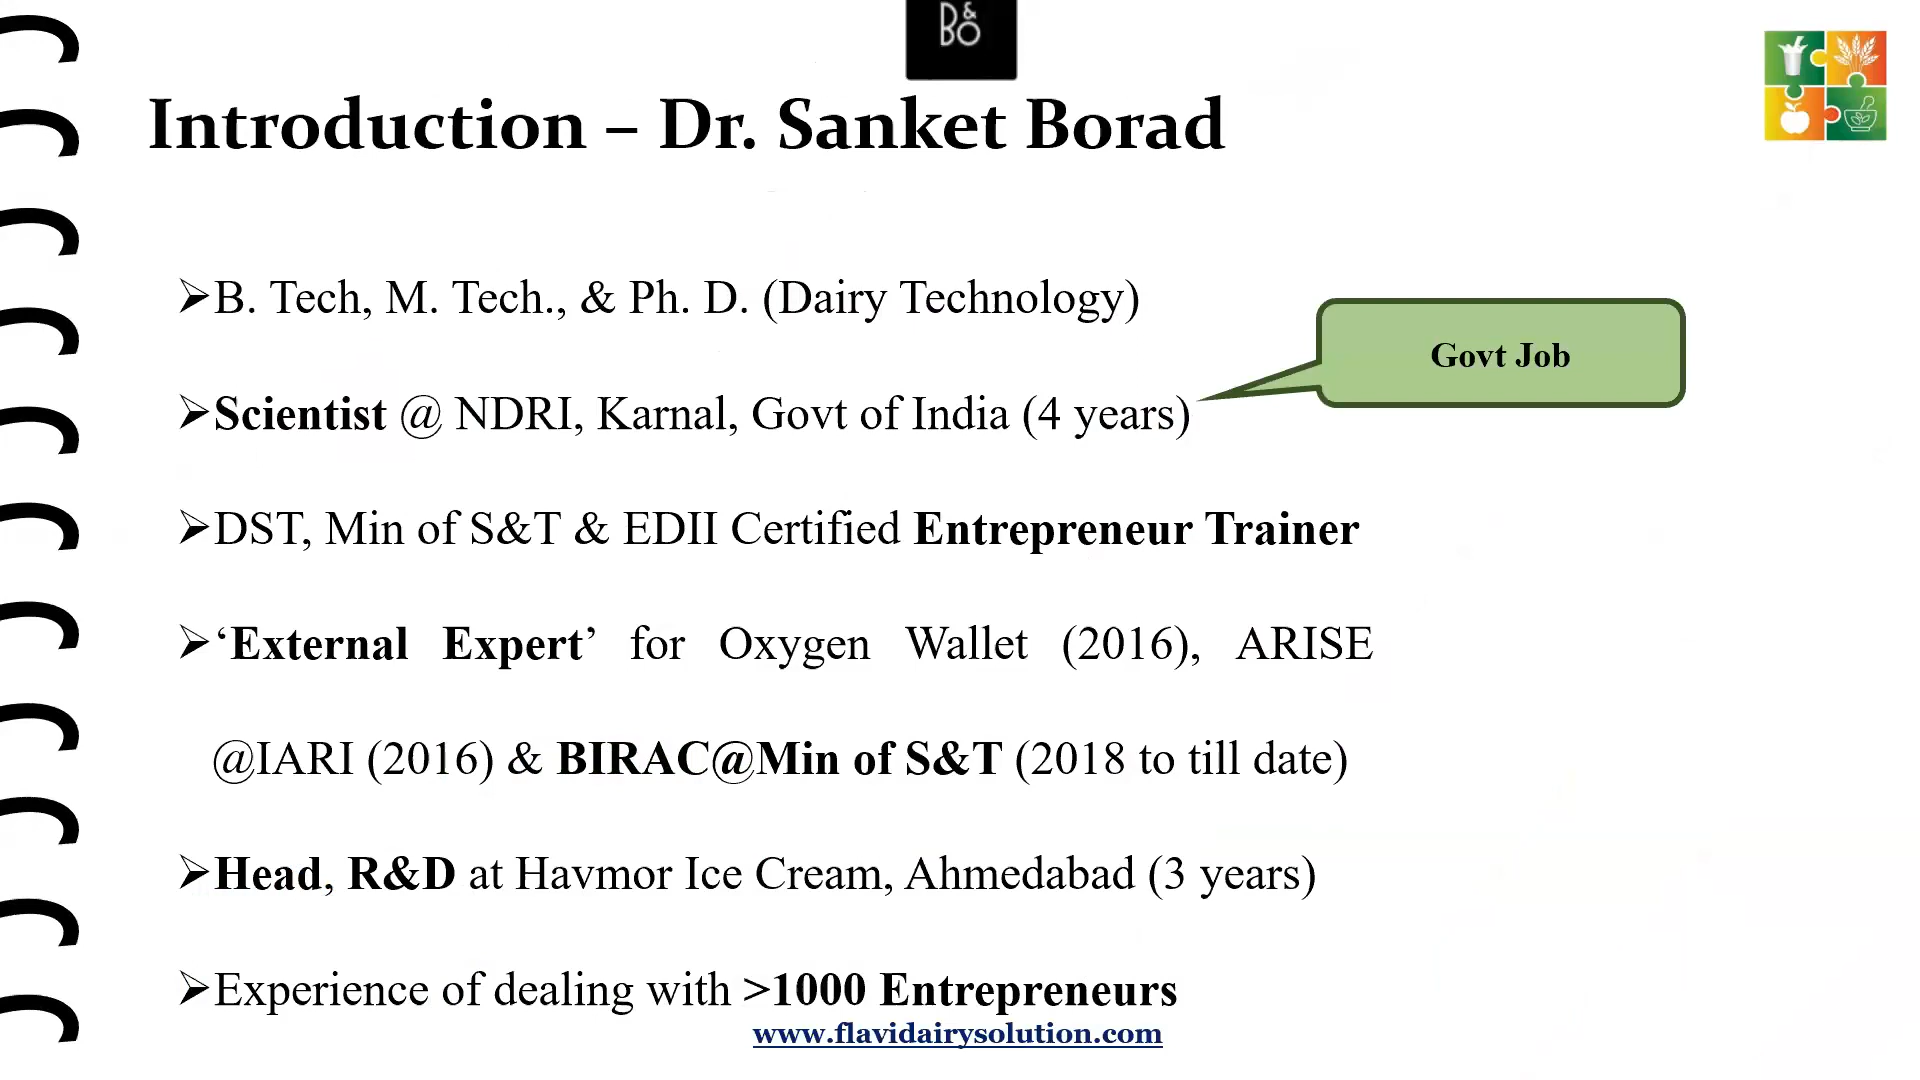 B&O
Introduction – Dr. Sanket Borad
➢B. Tech, M. Tech., & Ph. D. (Dairy Technology)
Govt Job
➢Scientist @ NDRI, Karnal, Govt of India (4 years)
➢DST, Min of S&T & EDII Certified Entrepreneur Trainer
➢‘External Expert’ for Oxygen Wallet (2016), ARISE
@IARI (2016) & BIRAC@Min of S&T (2018 to till date)
➢Head, R&D at Havmor Ice Cream, Ahmedabad (3 years)
➢Experience of dealing with >1000 Entrepreneurs
www.flavidairysolution.com